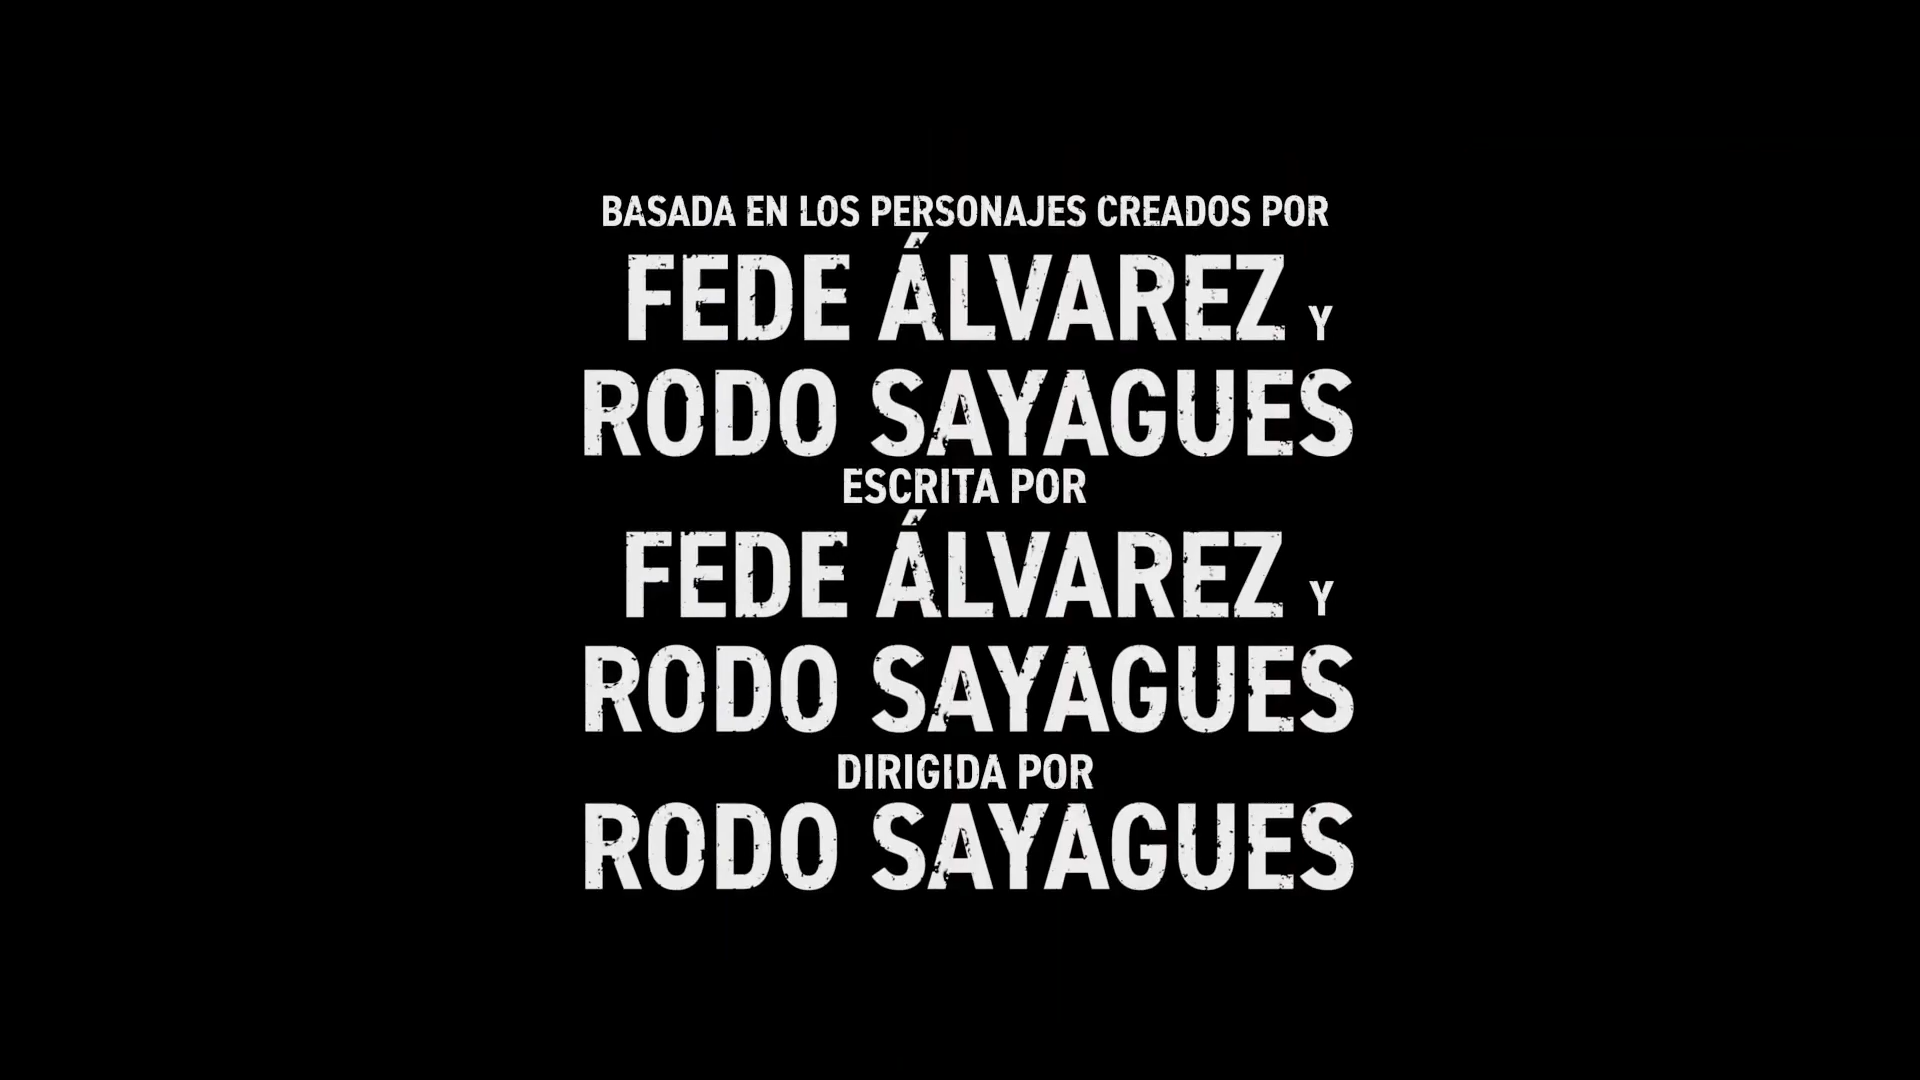 BASADA EN LOS PERSONAJES CREADOS POR
FEDE ÁLVAREZ Y
RODO SAYAGUES
ESCRITA POR
FEDE ÁLVAREZ Y
RODO SAYAGUES
DIRIGIDA POR
RODO SAYAGUES